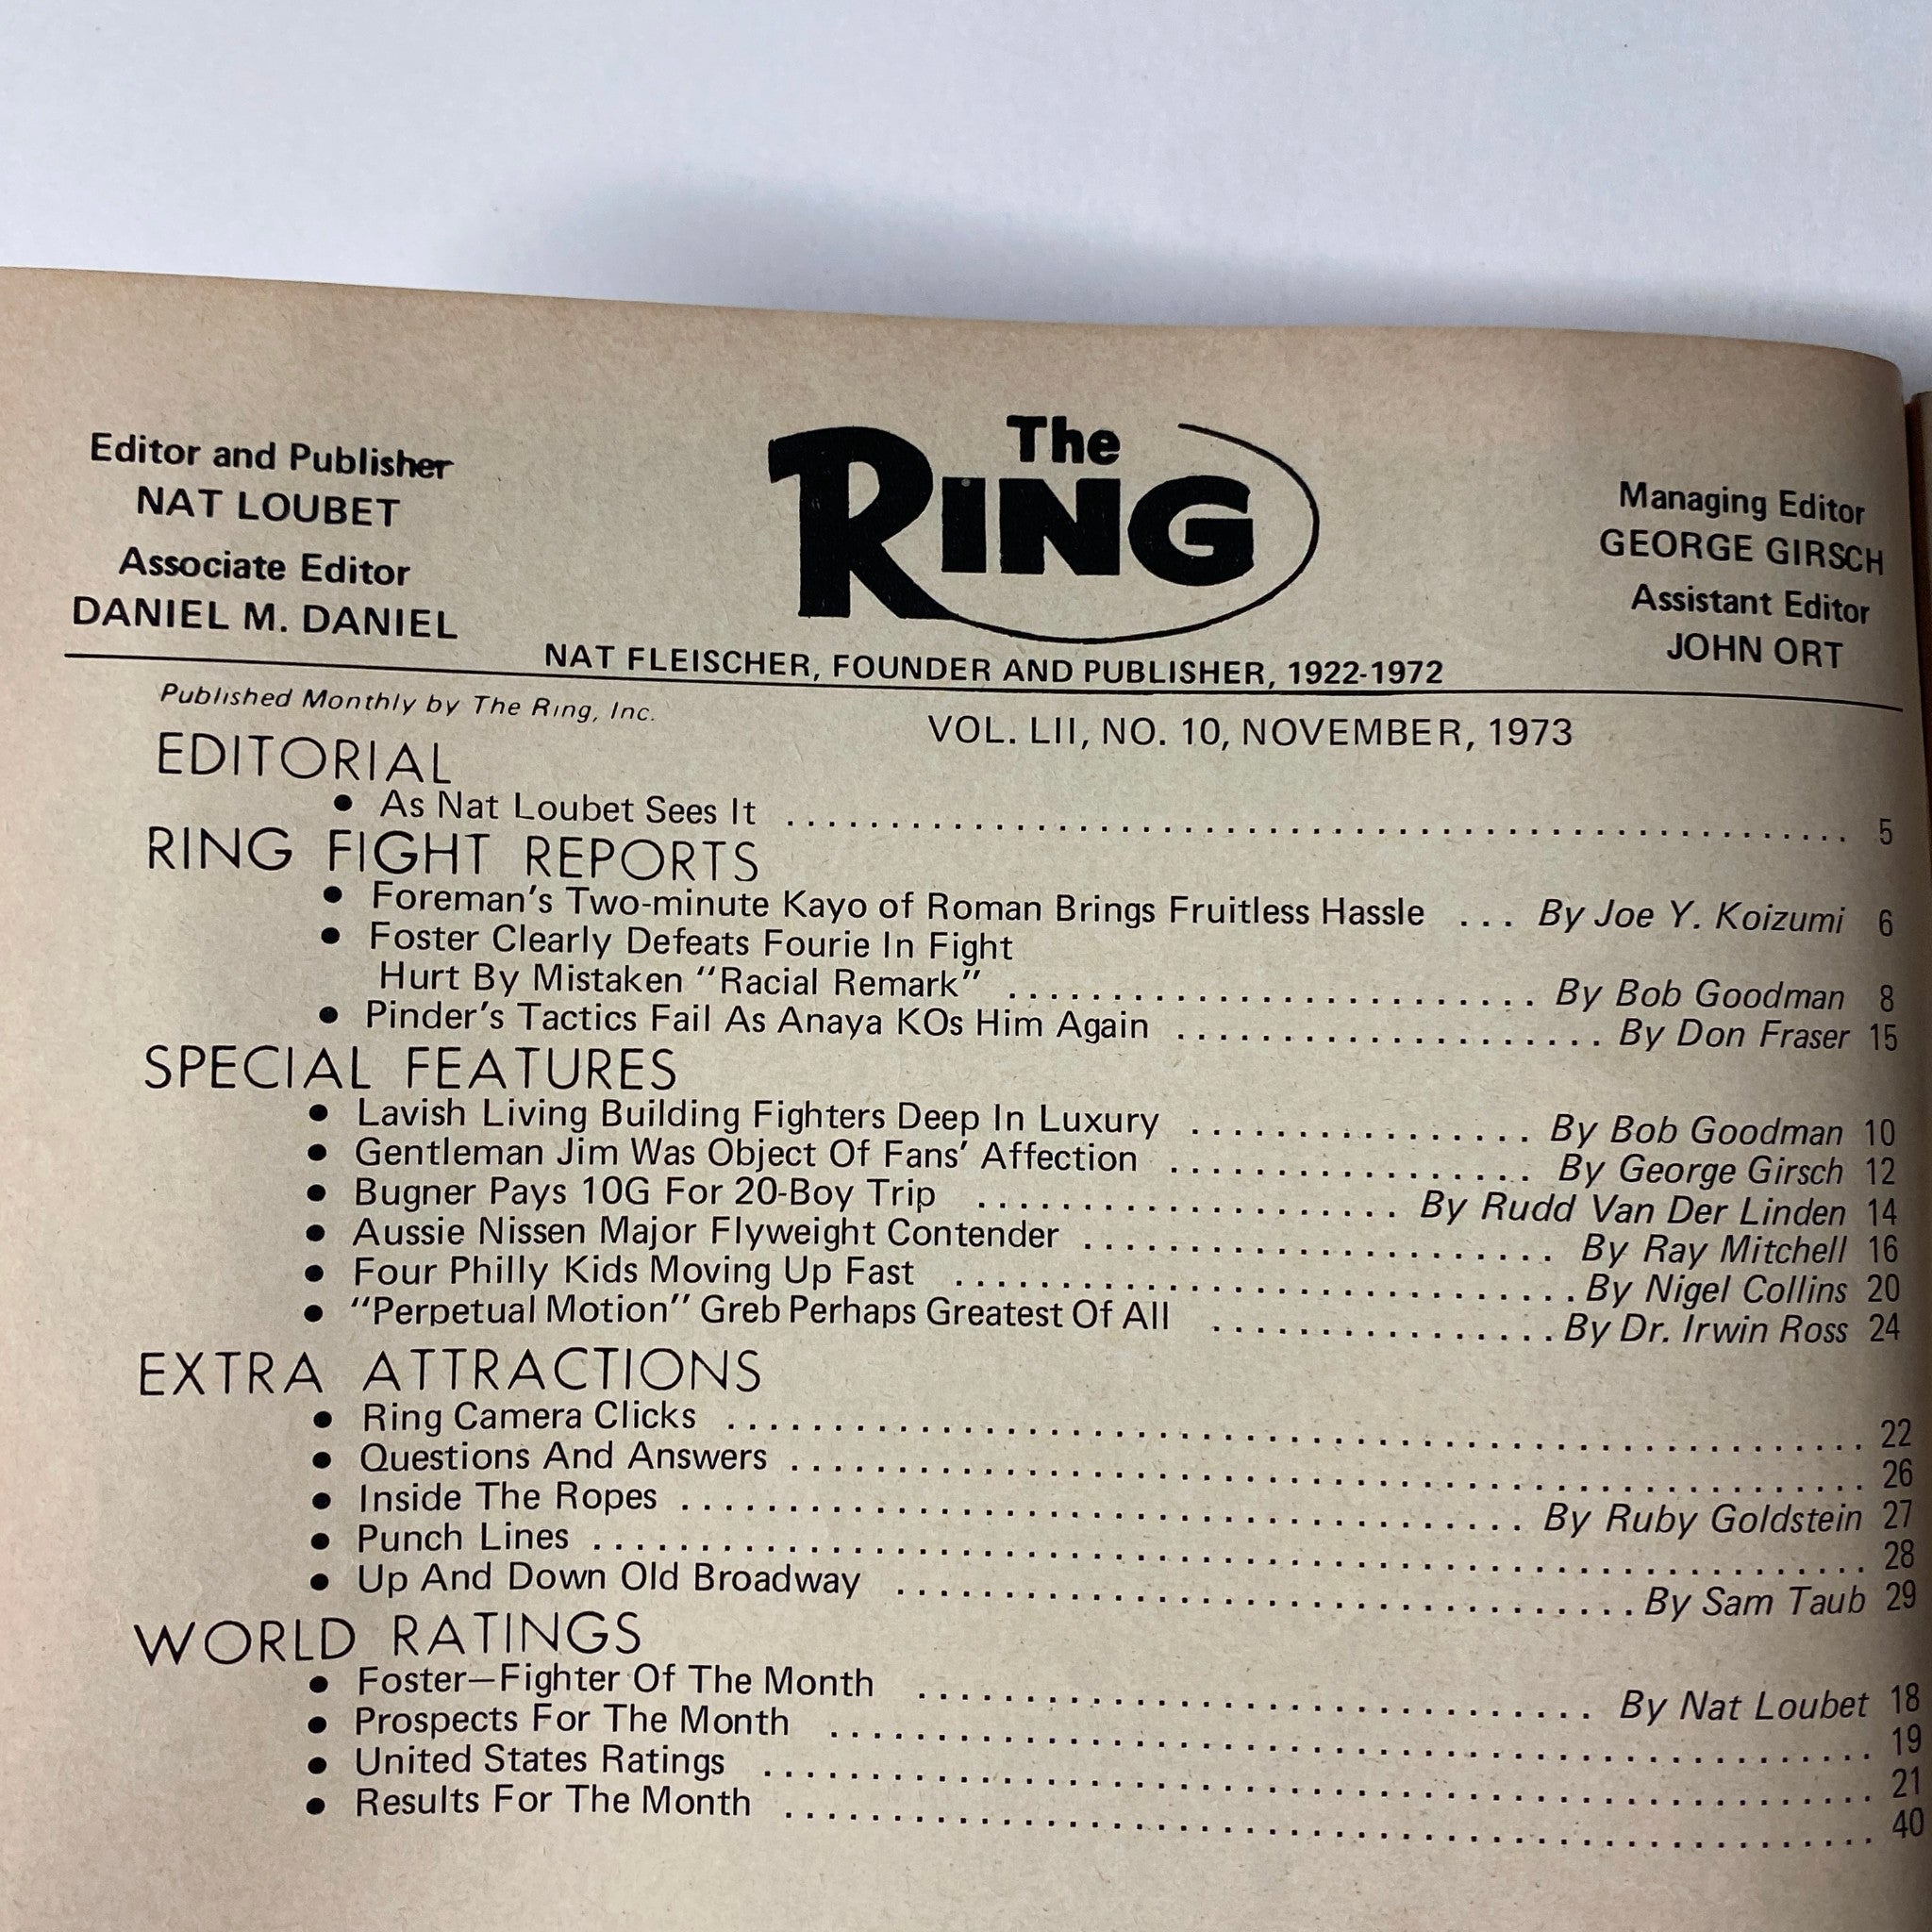 Editor and Publisher
NAT LOUBET
Associate Editor
DANIEL M. DANIEL
The
RING
Managing Editor
GEORGE GIRSCH
Assistant Editor
JOHN ORT
NAT FLEISCHER, FOUNDER AND PUBLISHER, 1922-1972
Published Monthly by The Ring, Inc.
VOL. LII, NO. 10, NOVEMBER, 1973
EDITORIAL
• As Nat Loubet Sees It ........................ 5
RING FIGHT REPORTS
• Foreman's Two-minute Kayo of Roman Brings Fruitless Hassle ... By Joe Y. Koizumi 6
• Foster Clearly Defeats Fourie In Fight
Hurt By Mistaken "Racial Remark" ........................ By Bob Goodman 8
• Pinder's Tactics Fail As Anaya KOs Him Again .................... By Don Fraser 15
SPECIAL FEATURES
• Lavish Living Building Fighters Deep In Luxury ................ By Bob Goodman 10
• Gentleman Jim Was Object Of Fans' Affection ................. By George Girsch 12
• Bugner Pays 10G For 20-Boy Trip .................... By Rudd Van Der Linden 14
• Aussie Nissen Major Flyweight Contender ...................... By Ray Mitchell 16
• Four Philly Kids Moving Up Fast ............................. By Nigel Collins 20
• "Perpetual Motion" Greb Perhaps Greatest Of All ................ By Dr. Irwin Ross 24
EXTRA ATTRACTIONS
• Ring Camera Clicks ........................ 22
• Questions And Answers ........................ 26
• Inside The Ropes ........................ By Ruby Goldstein 27
• Punch Lines ........................ 28
• Up And Down Old Broadway ........................ By Sam Taub 29
WORLD RATINGS
• Foster—Fighter Of The Month ........................ By Nat Loubet 18
• Prospects For The Month ........................ 19
• United States Ratings ........................ 21
• Results For The Month ........................ 40